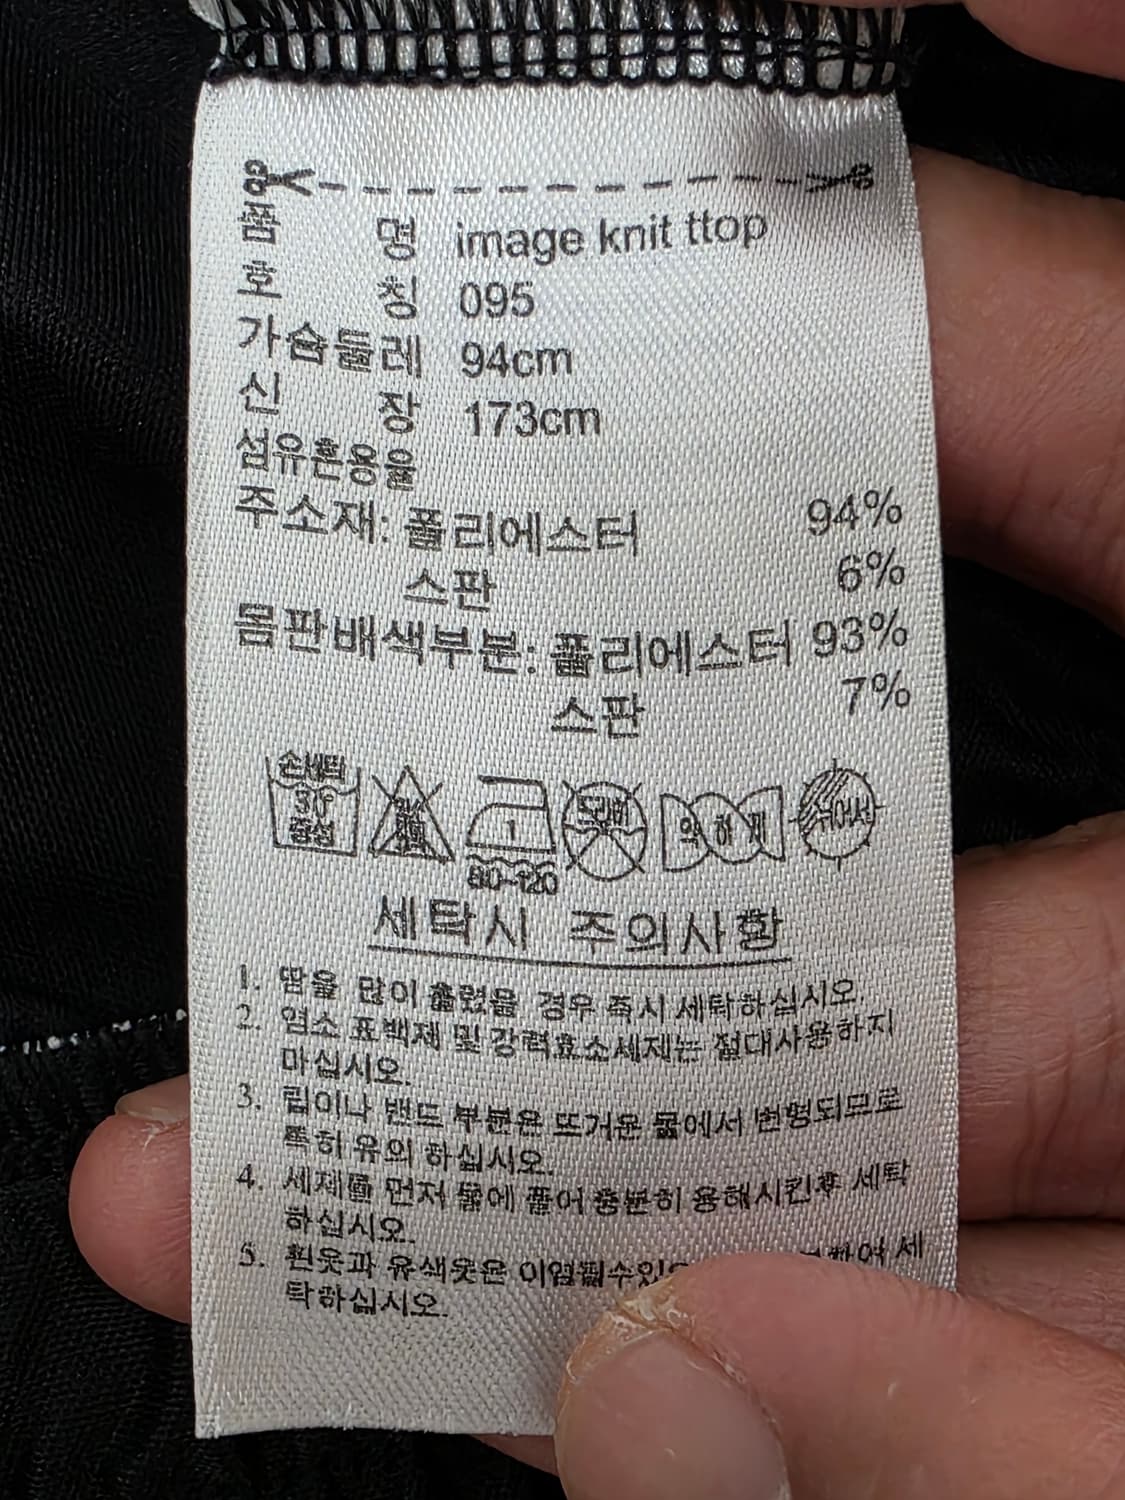 품 명 image knit ttop
호 칭 095
가슴둘레 94cm
신 장 173cm
섬유혼용율
주소재: 폴리에스터 94%
스판 6%
몸판배색부분: 폴리에스터 93%
스판 7%
손세탁 30° 중성 1 80~120 드라이 약하게 뉘어서
세탁시 주의사항
1. 땀을 많이 흘렸을 경우 즉시 세탁하십시오.
2. 염소 표백제 및 강력효소세제는 절대사용하지
마십시오.
3. 립이나 밴드 부분은 뜨거운 물에서 변형되므로
특히 유의 하십시오.
4. 세제를 먼저 물에 풀어 충분히 용해시킨후 세탁
하십시오.
5. 흰옷과 유색옷은 이염될수있 세
탁하십시오.